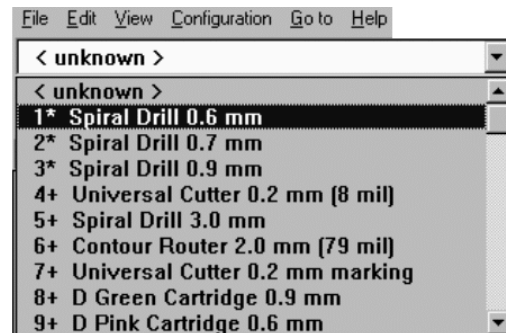 File Edit View Configuration Go to Help
< unknown >
< unknown >
1* Spiral Drill 0.6 mm
2* Spiral Drill 0.7 mm
3* Spiral Drill 0.9 mm
4+ Universal Cutter 0.2 mm (8 mil)
5+ Spiral Drill 3.0 mm
6+ Contour Router 2.0 mm (79 mil)
7+ Universal Cutter 0.2 mm marking
8+ D Green Cartridge 0.9 mm
9+ D Pink Cartridge 0.6 mm